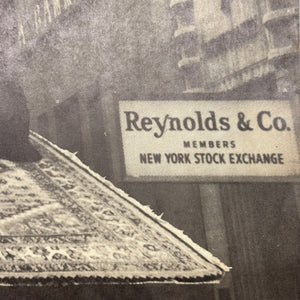 Reynolds & Co.
MEMBERS
NEW YORK STOCK EXCHANGE